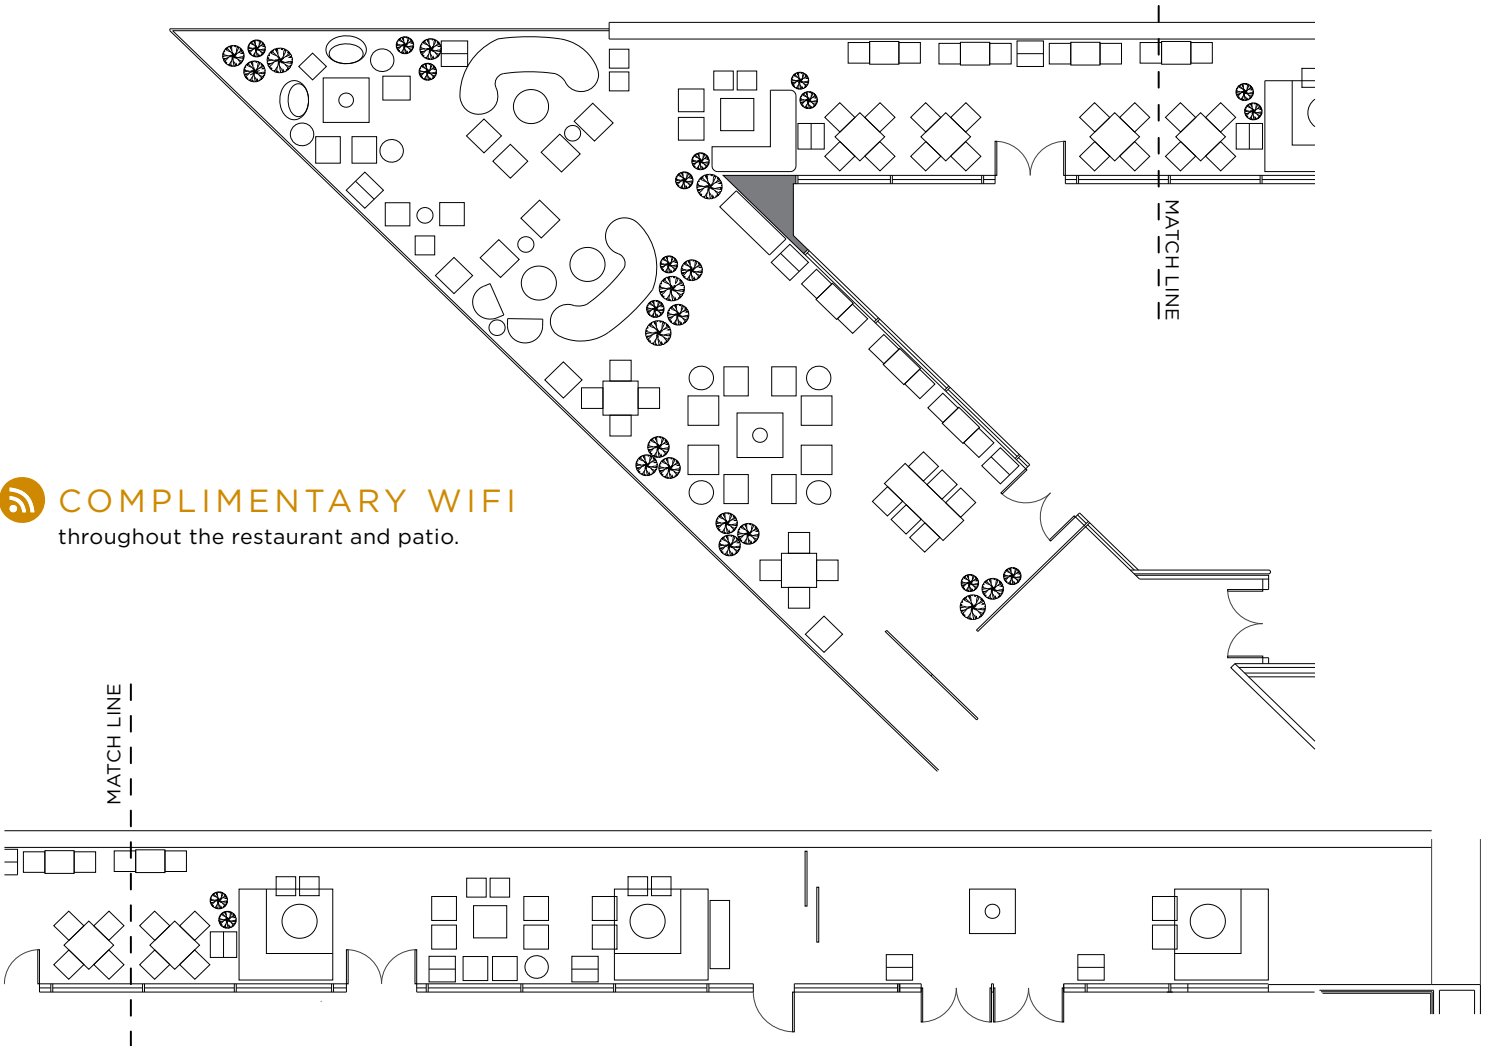 MATCH LINE
COMPLIMENTARY WIFI
throughout the restaurant and patio.
MATCH LINE